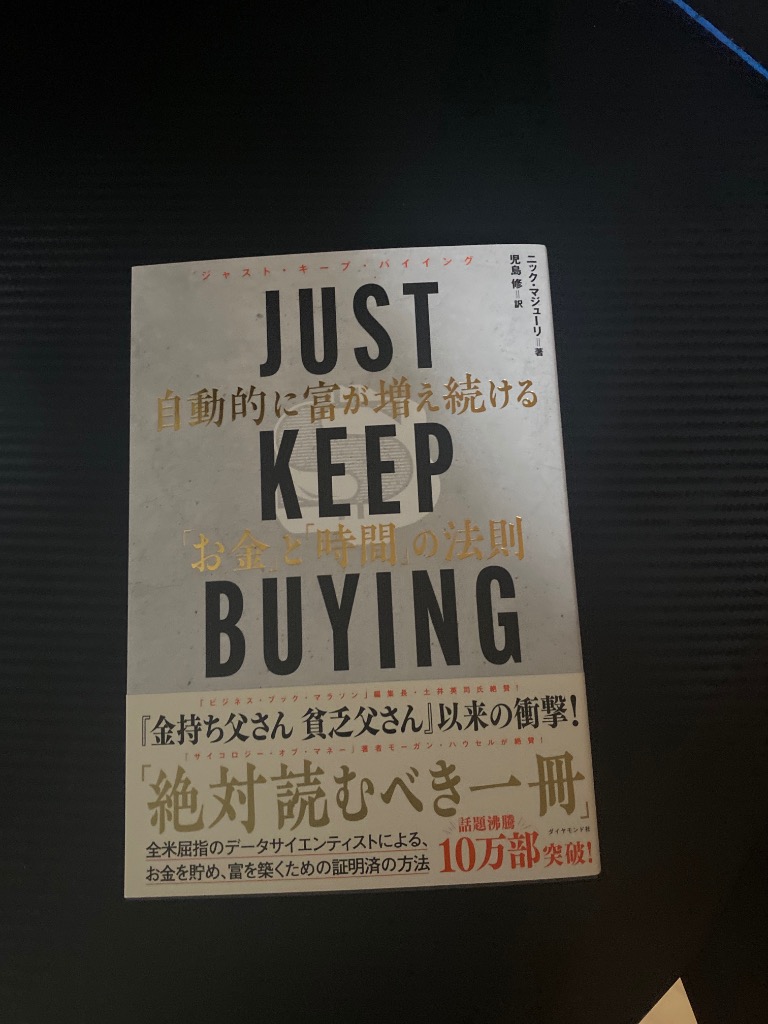 ジャスト・キープ・バイイング
ニック・マジューリ=著
児島 修=訳
JUST
自動的に富が増え続ける
KEEP
「お金」と「時間」の法則
BUYING
「ビジネス・ブック・マラソン」編集長・土井英司氏絶賛!
『金持ち父さん 貧乏父さん』以来の衝撃!
『サイコロジー・オブ・マネー』著者モーガン・ハウセルが絶賛!
「絶対読むべき一冊」
ダイヤモンド社
全米屈指のデータサイエンティストによる、
お金を貯め、富を築くための証明済の方法
話題沸騰
10万部突破!